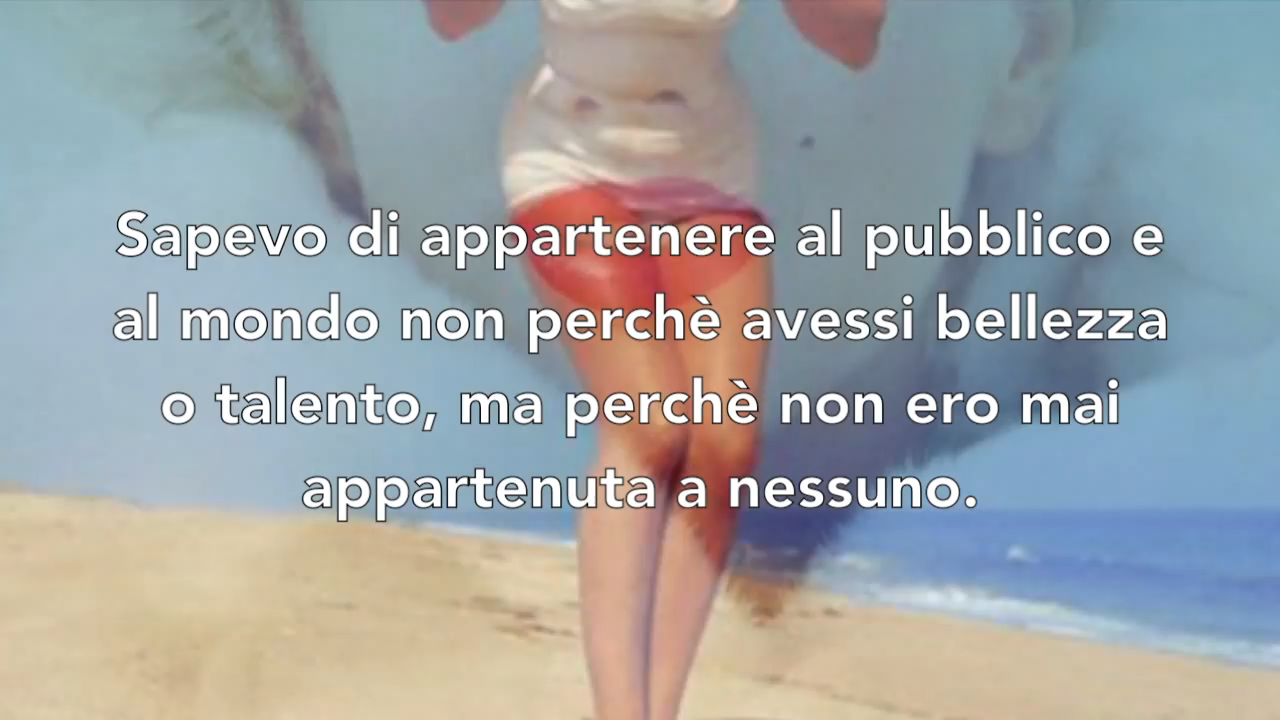 Sapevo di appartenere al pubblico e
al mondo non perchè avessi bellezza
o talento, ma perchè non ero mai
appartenuta a nessuno.